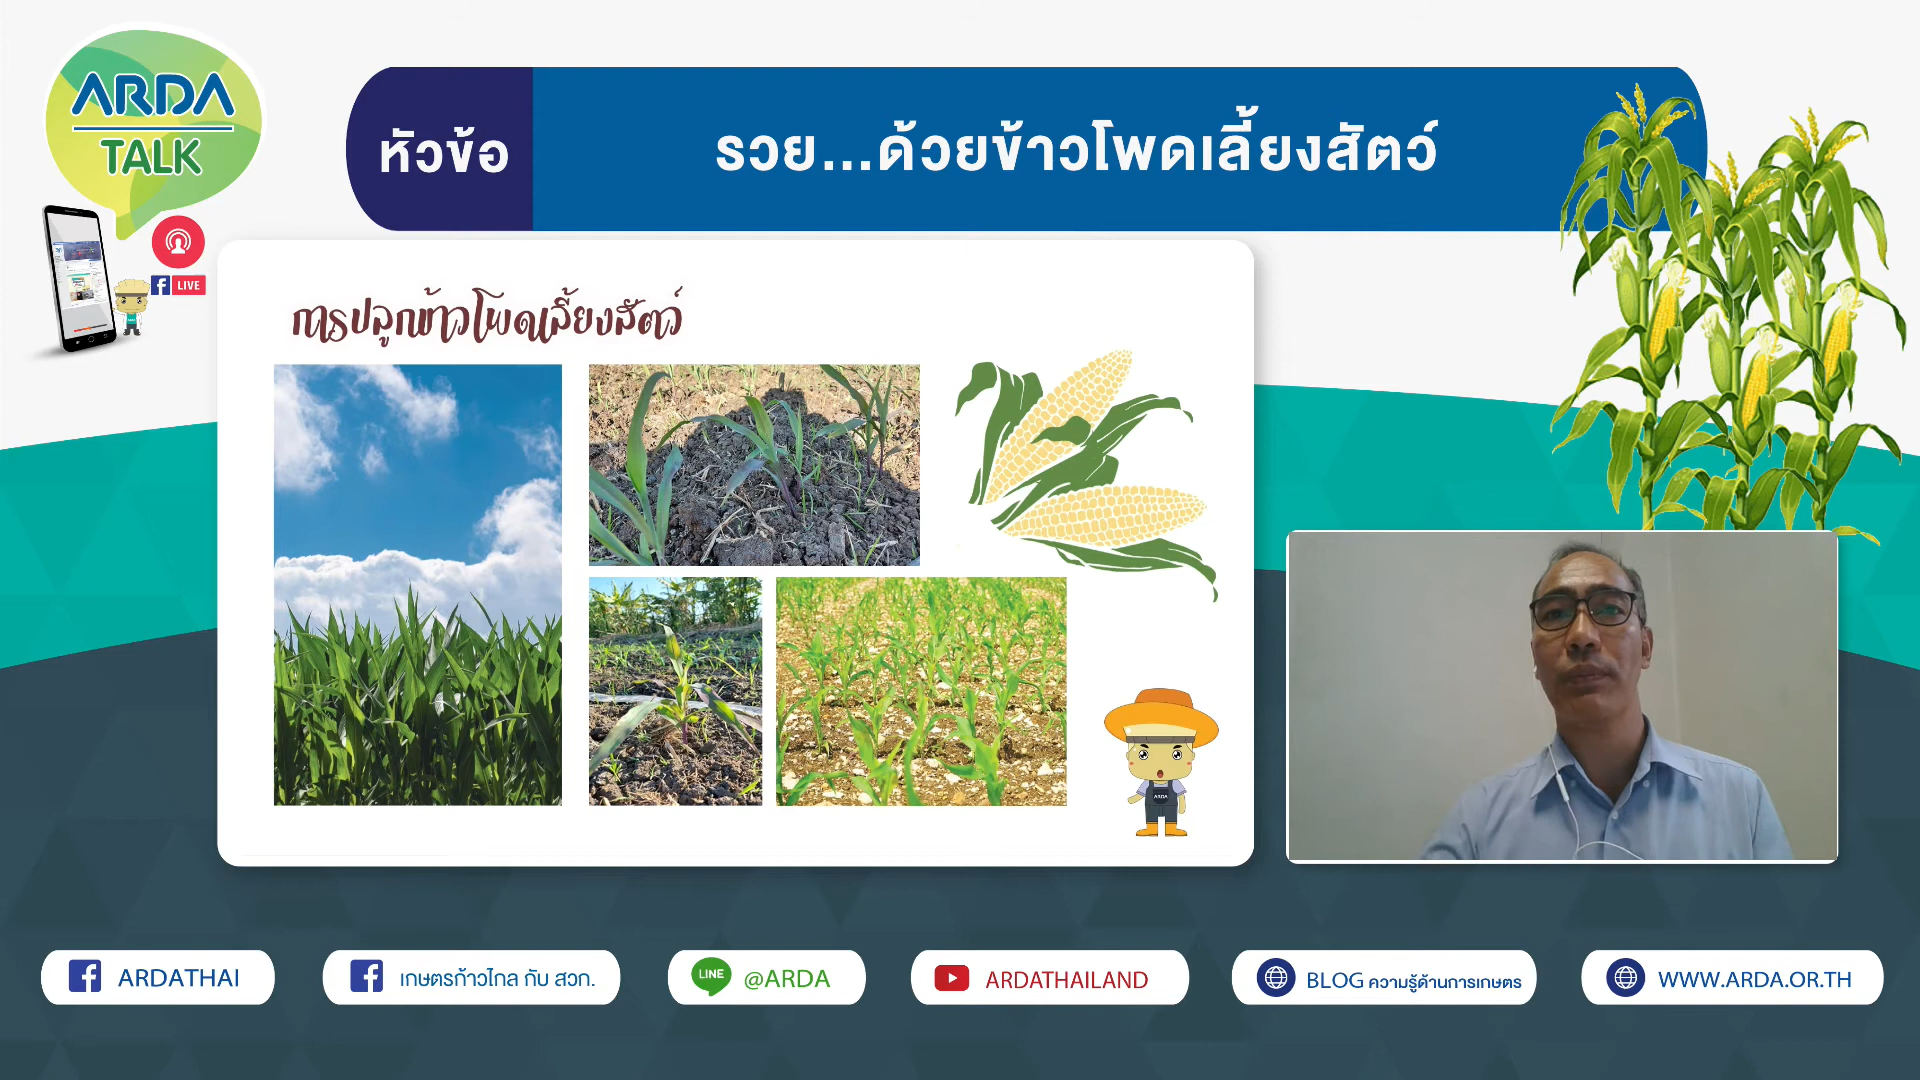 ARDA
TALK
LIVE
หัวข้อ
รวย...ด้วยข้าวโพดเลี้ยงสัตว์
การปลูกข้าวโพดเลี้ยงสัตว์
ARDA
ARDATHAI
เกษตรก้าวไกล กับ สวก.
LINE
@ARDA
ARDATHAILAND
BLOG ความรู้ด้านการเกษตร
WWW.ARDA.OR.TH